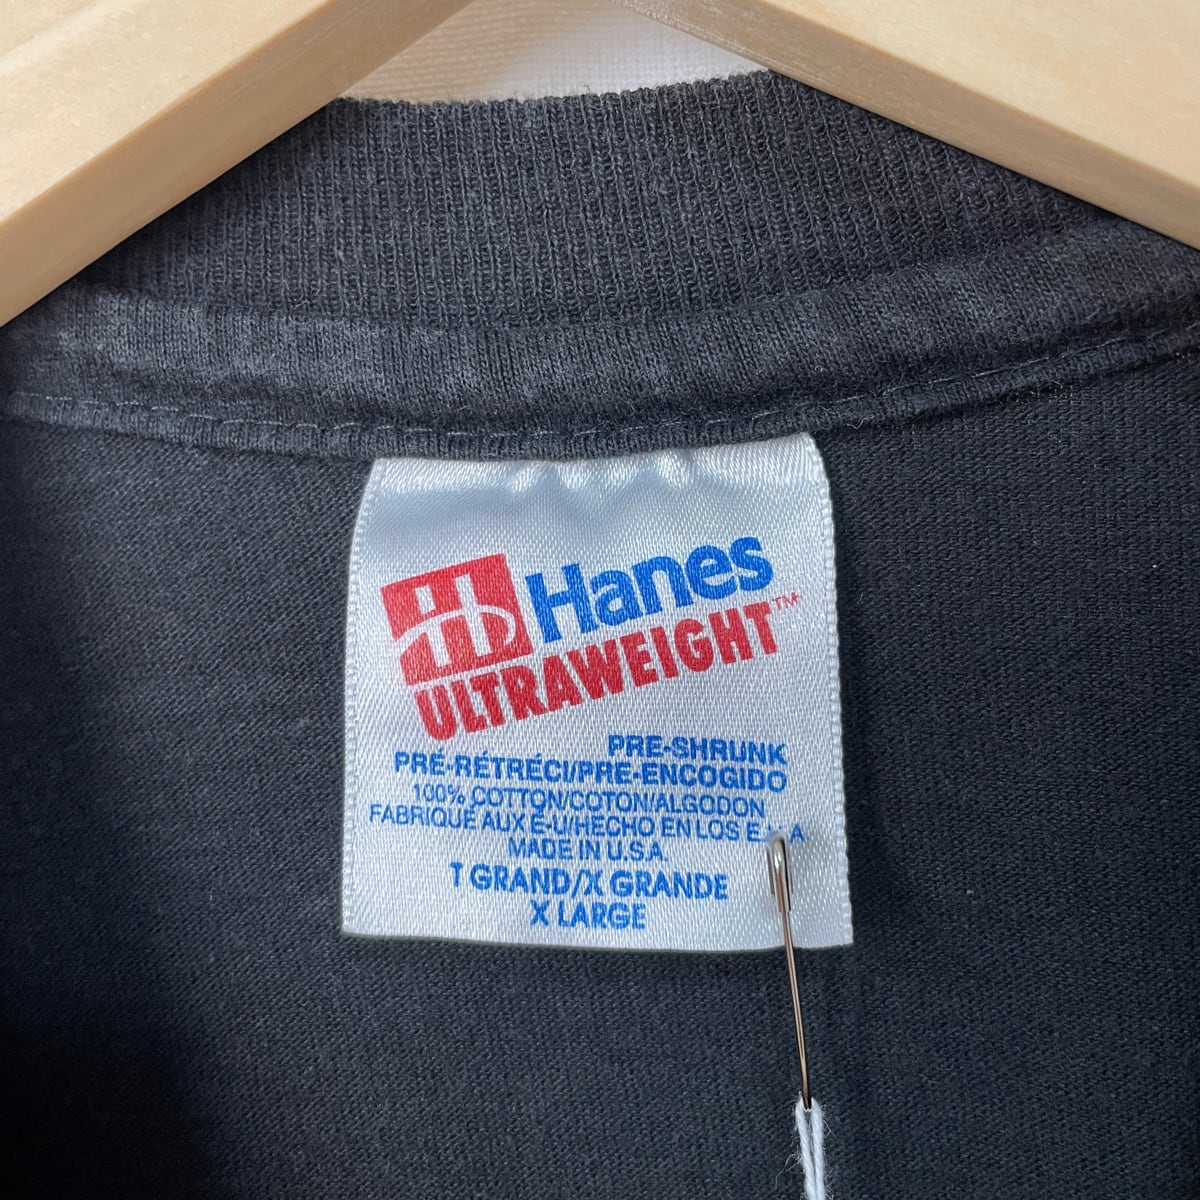 Hanes
ULTRAWEIGHT™
PRE-SHRUNK
PRÉ-RÉTRÉCI/PRE-ENCOGIDO
100% COTTON/COTON/ALGODON
FABRIQUÉ AUX É-U/HECHO EN LOS
MADE IN U.S.A.
T GRAND/X GRANDE
X LARGE